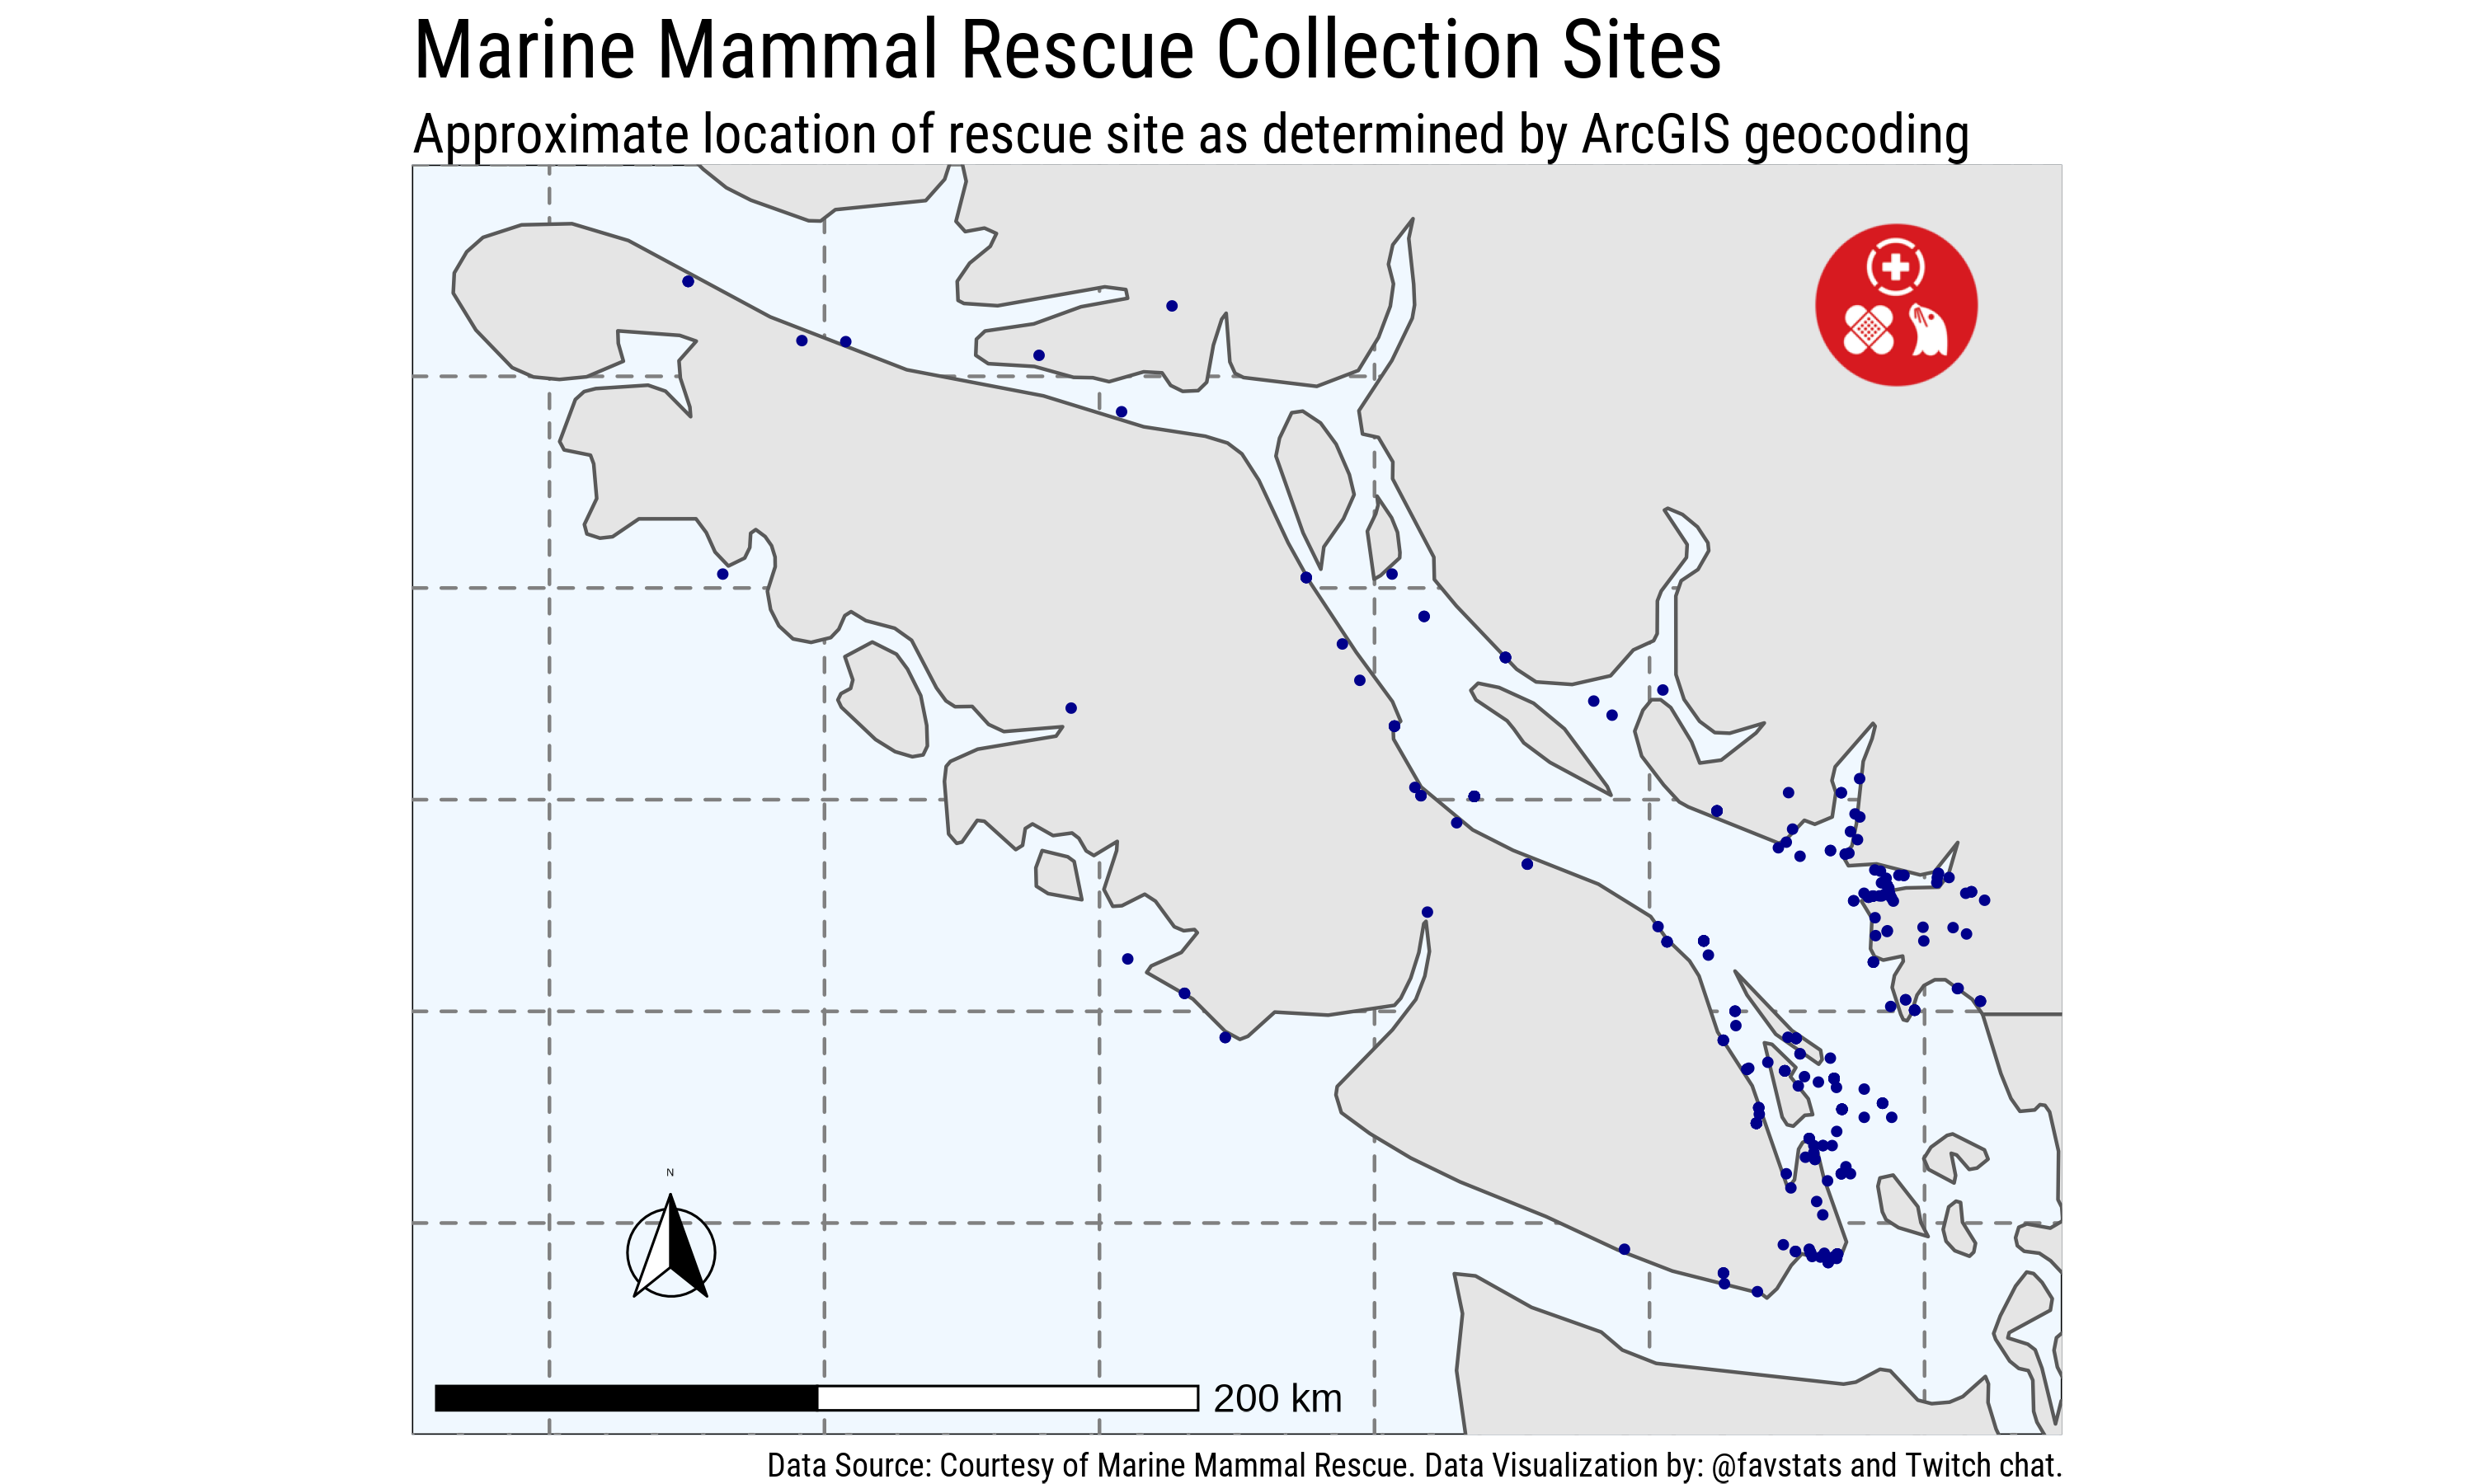 Marine Mammal Rescue Collection Sites
Approximate location of rescue site as determined by ArcGIS geocoding
N
200 km
Data Source: Courtesy of Marine Mammal Rescue. Data Visualization by: @favstats and Twitch chat.